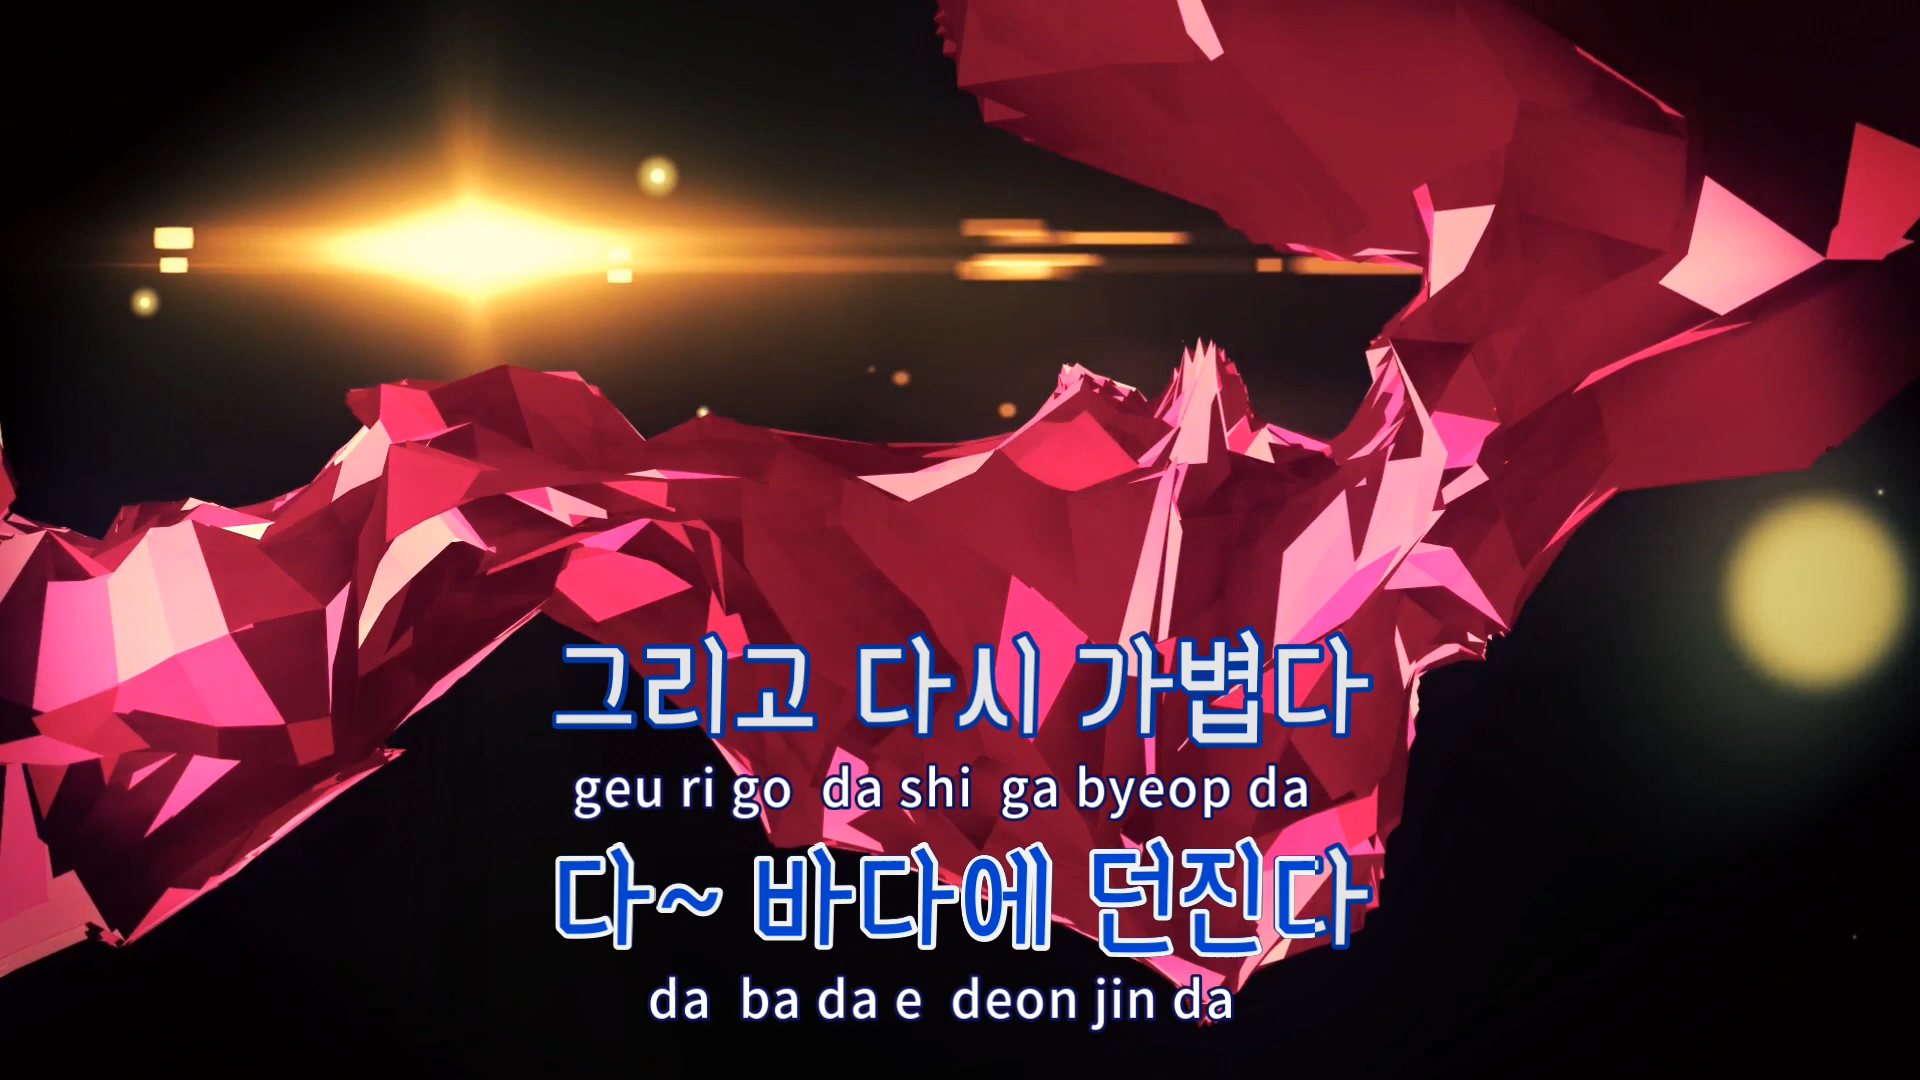 그리고 다시 가볍다
geu ri go da shi ga byeop da
다~ 바다에 던진다
da ba da e deon jin da